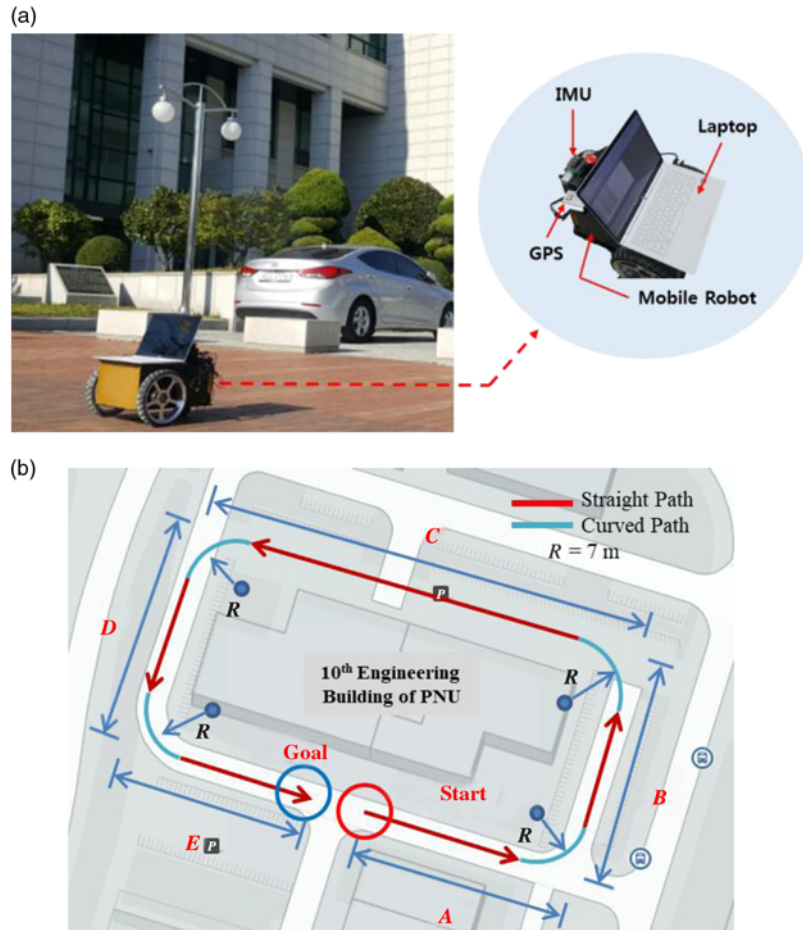 (a)
IMU
Laptop
GPS
Mobile Robot
(b)
Straight Path
Curved Path
R = 7 m
C
P
D
R
R
10th Engineering
Building of PNU
R
Goal
Start
B
R
E
P
A